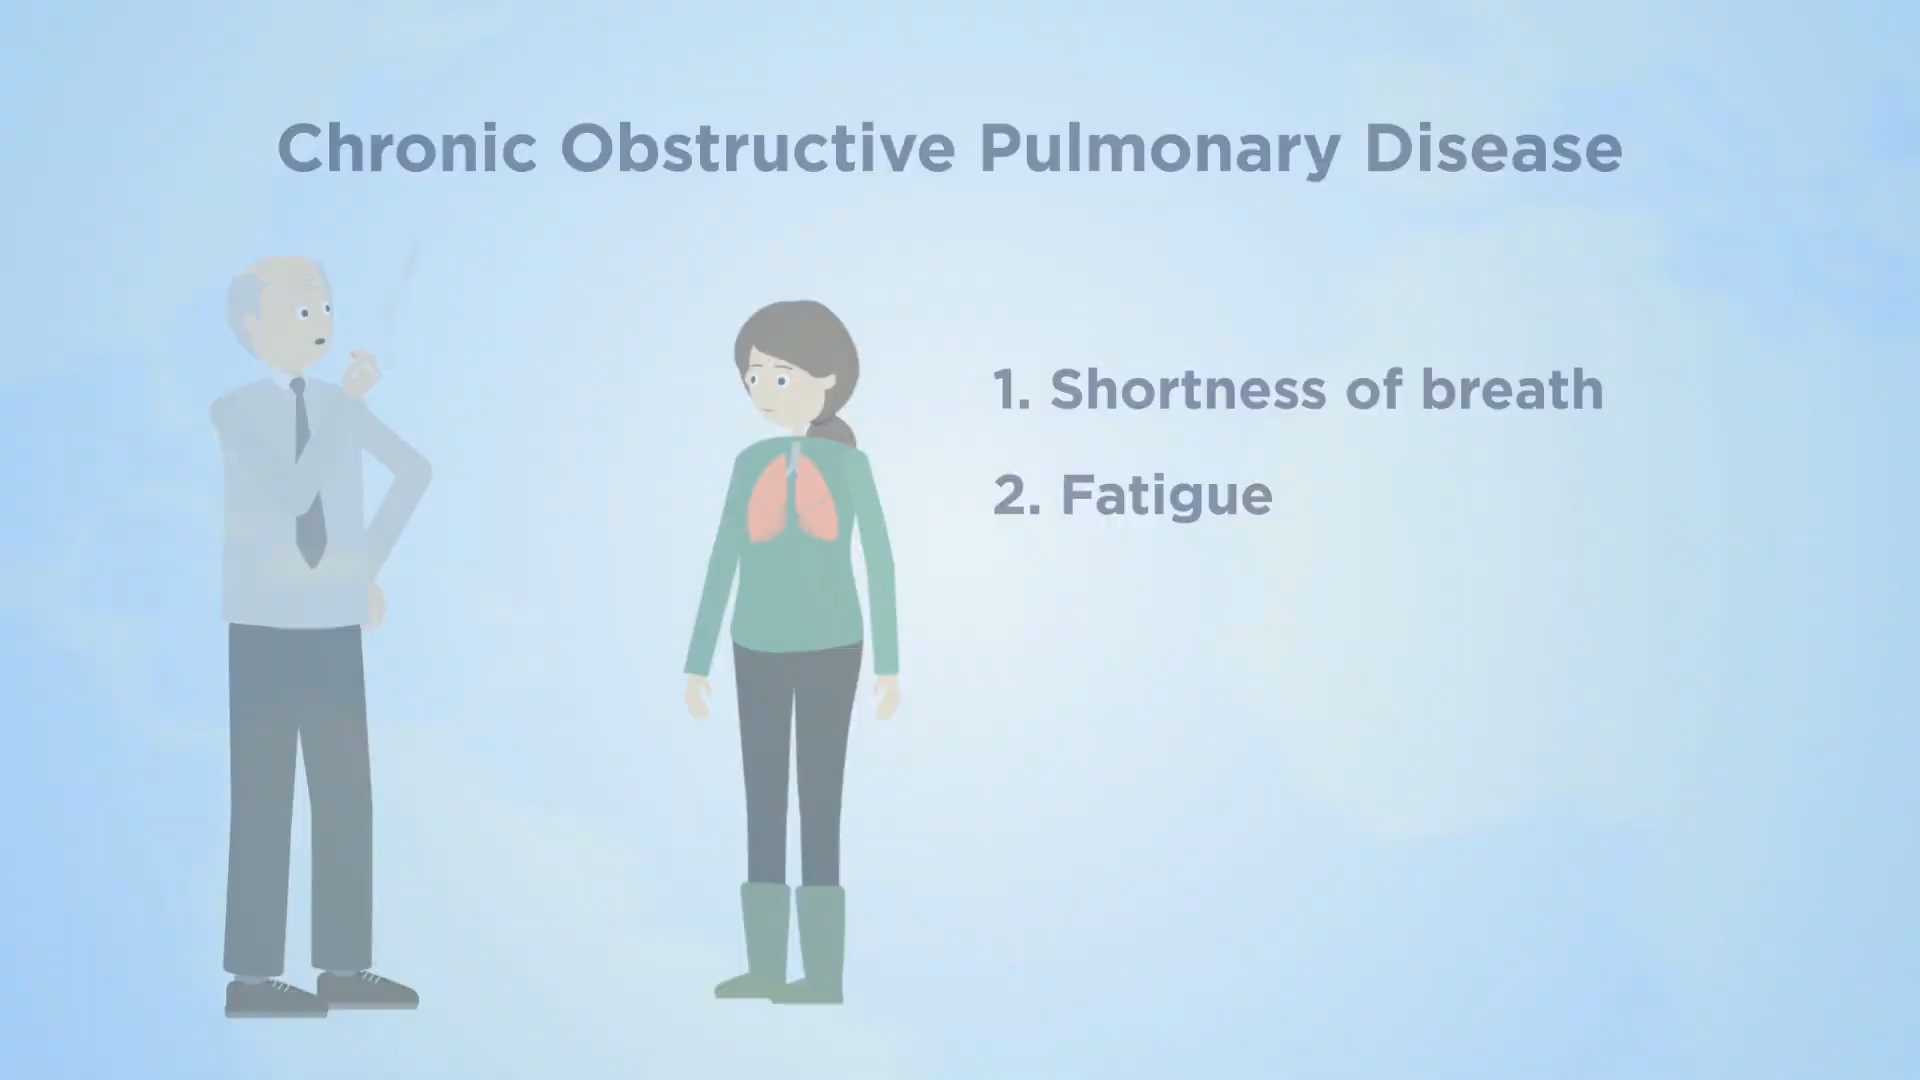 Chronic Obstructive Pulmonary Disease
1. Shortness of breath
2. Fatigue